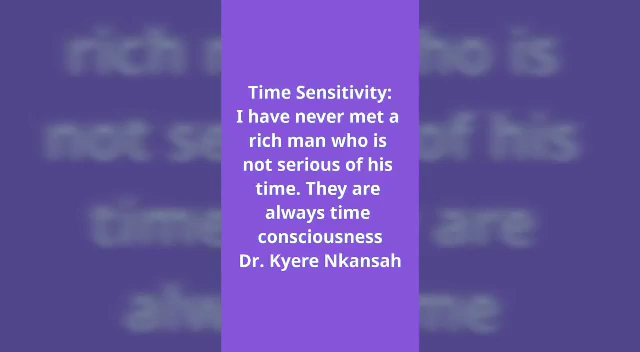 Time Sensitivity:
I have never met a
rich man who is
not serious of his
time. They are
always time
consciousness
Dr. Kyere Nkansah